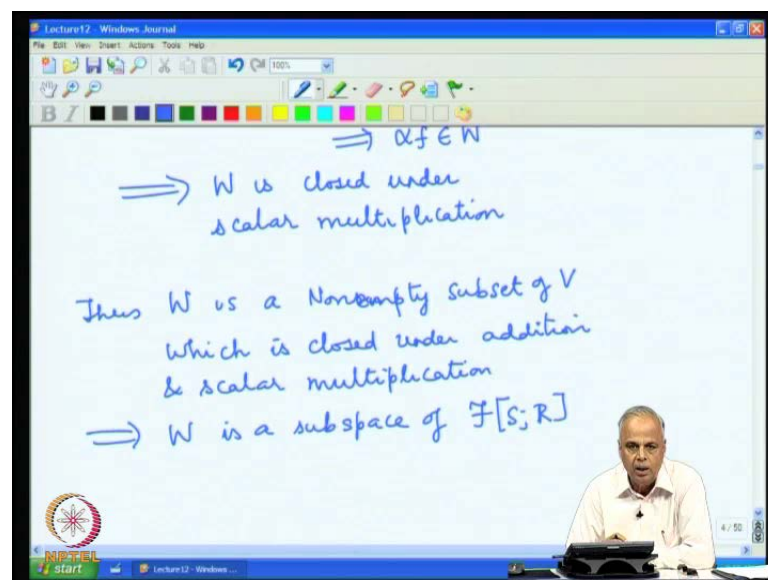 Lecture12 - Windows Journal
File Edit View Insert Actions Tools Help
100%
B I
⟹ αf ∈ W
⟹ W is closed under
scalar multiplication
Thus W is a Nonempty subset of V
which is closed under addition
& scalar multiplication
⟹ W is a subspace of F[S; R]
4 / 50
NPTEL
start
Lecture12 - Windows ...